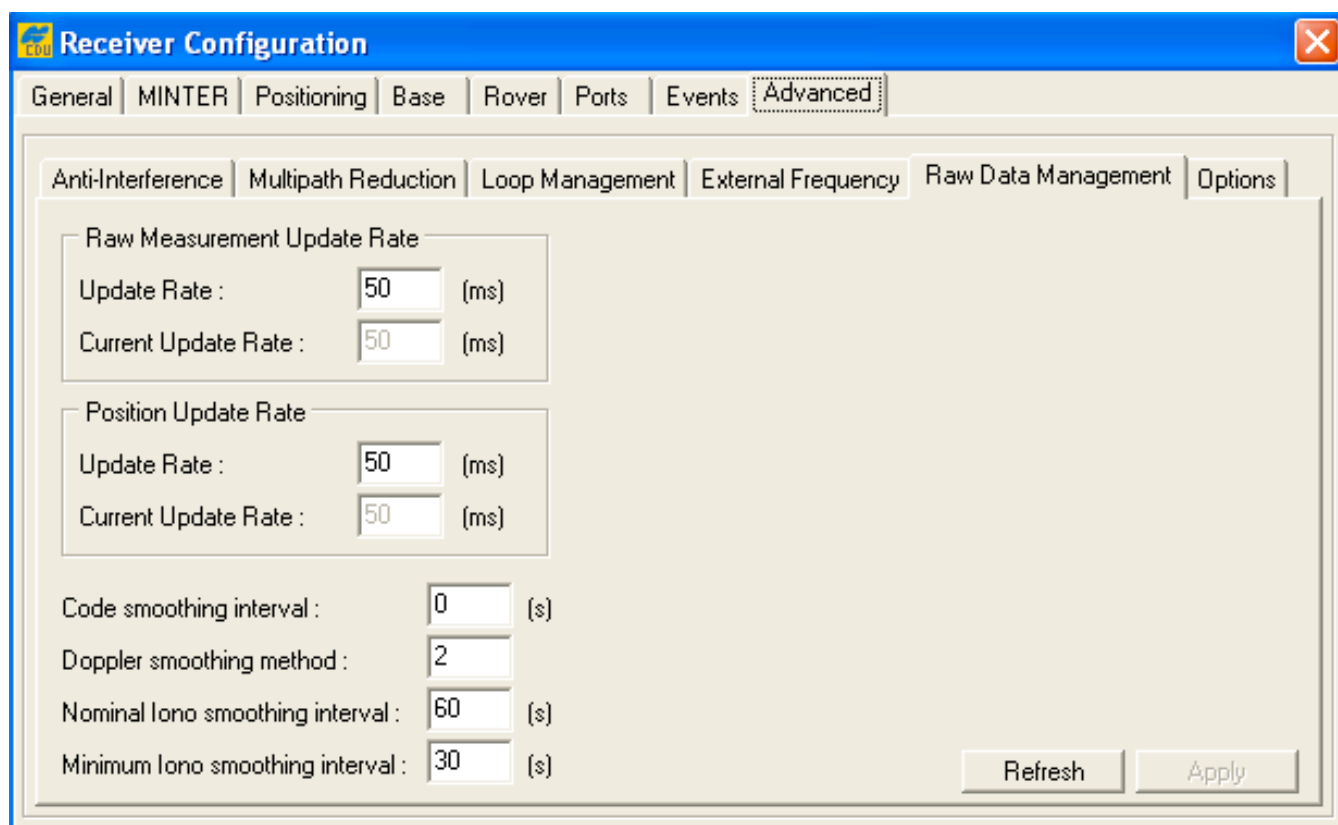 CDU Receiver Configuration
General MINTER Positioning Base Rover Ports Events Advanced
Anti-Interference Multipath Reduction Loop Management External Frequency Raw Data Management Options
Raw Measurement Update Rate
Update Rate : 50 (ms)
Current Update Rate : 50 (ms)
Position Update Rate
Update Rate : 50 (ms)
Current Update Rate : 50 (ms)
Code smoothing interval : 0 (s)
Doppler smoothing method : 2
Nominal Iono smoothing interval : 60 (s)
Minimum Iono smoothing interval : 30 (s)
Refresh Apply